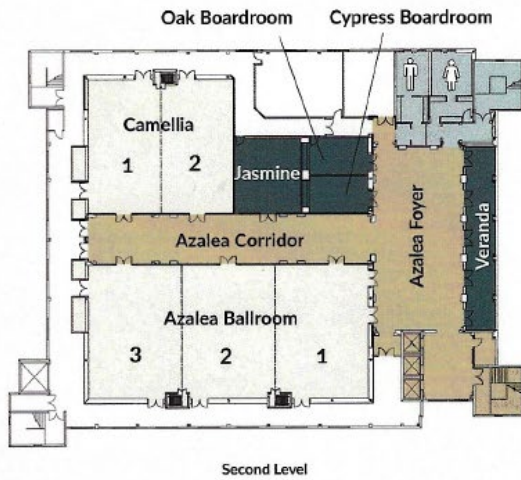 Oak Boardroom
Cypress Boardroom
Camellia
1
2
Jasmine
Azalea Corridor
Azalea Foyer
Veranda
Azalea Ballroom
3
2
1
Second Level